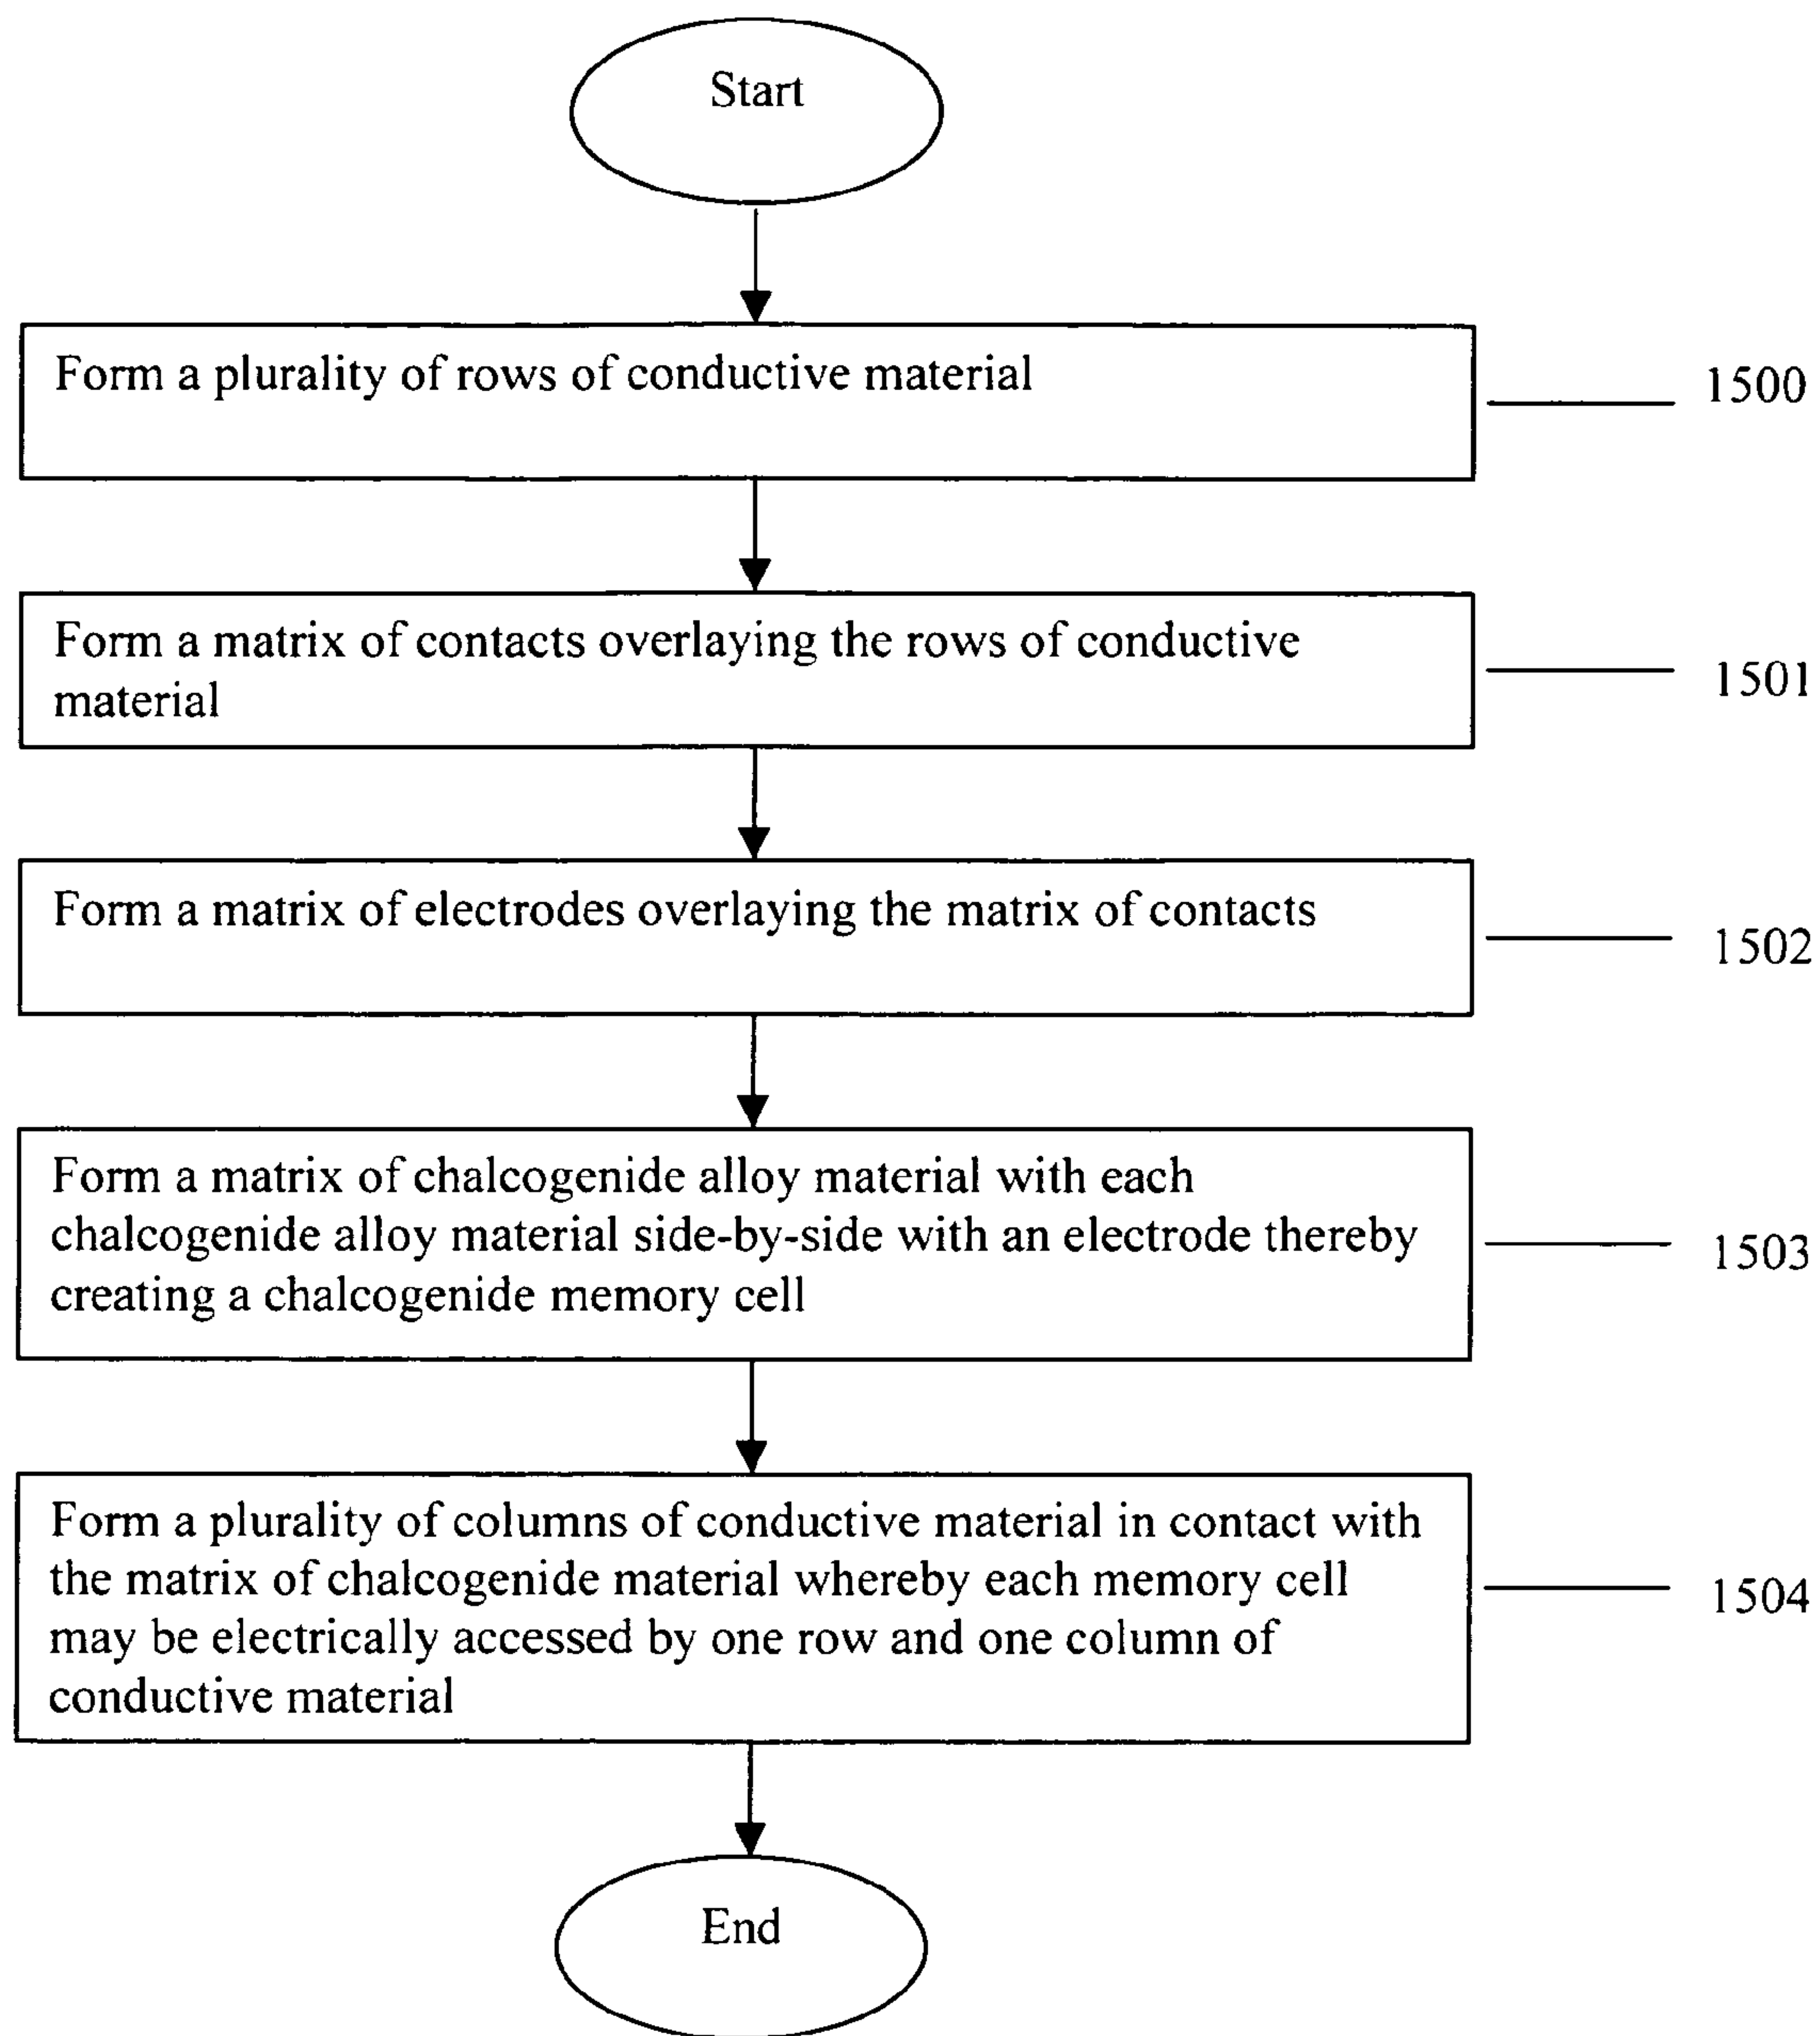 Start
Form a plurality of rows of conductive material
1500
Form a matrix of contacts overlaying the rows of conductive
material
1501
Form a matrix of electrodes overlaying the matrix of contacts
1502
Form a matrix of chalcogenide alloy material with each
chalcogenide alloy material side-by-side with an electrode thereby
creating a chalcogenide memory cell
1503
Form a plurality of columns of conductive material in contact with
the matrix of chalcogenide material whereby each memory cell
may be electrically accessed by one row and one column of
conductive material
1504
End